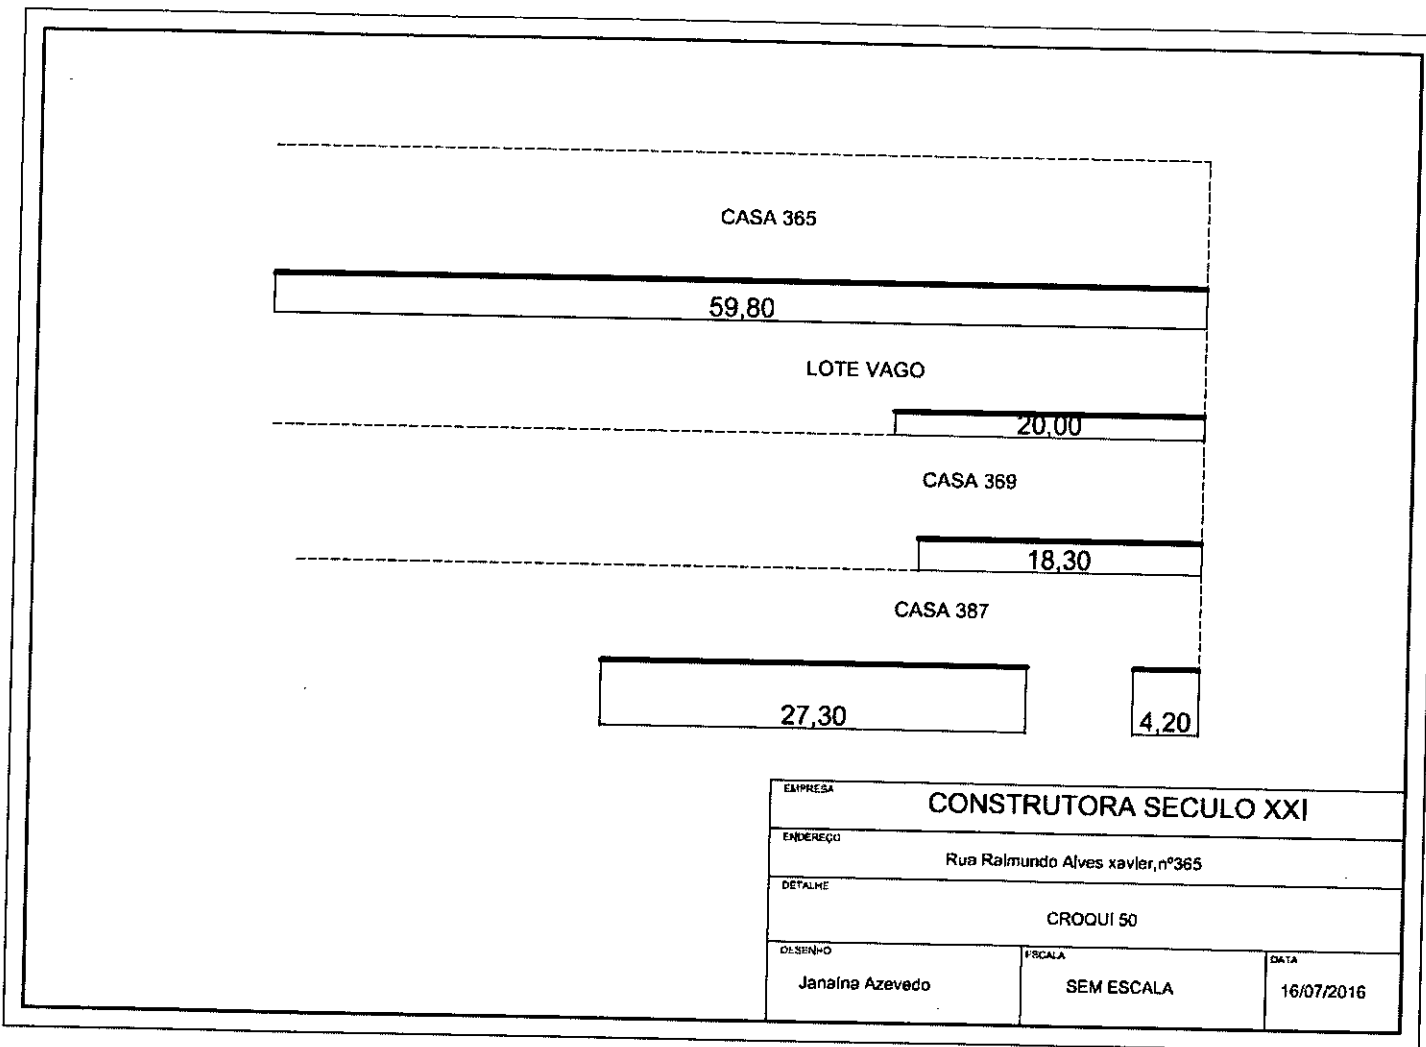 CASA 365
59,80
LOTE VAGO
20,00
CASA 369
18,30
CASA 387
27,30
4,20
EMPRESA
CONSTRUTORA SECULO XXI
ENDEREÇO
Rua Raimundo Alves xavier,nº365
DETALHE
CROQUI 50
DESENHO
Janaína Azevedo
ESCALA
SEM ESCALA
DATA
16/07/2016